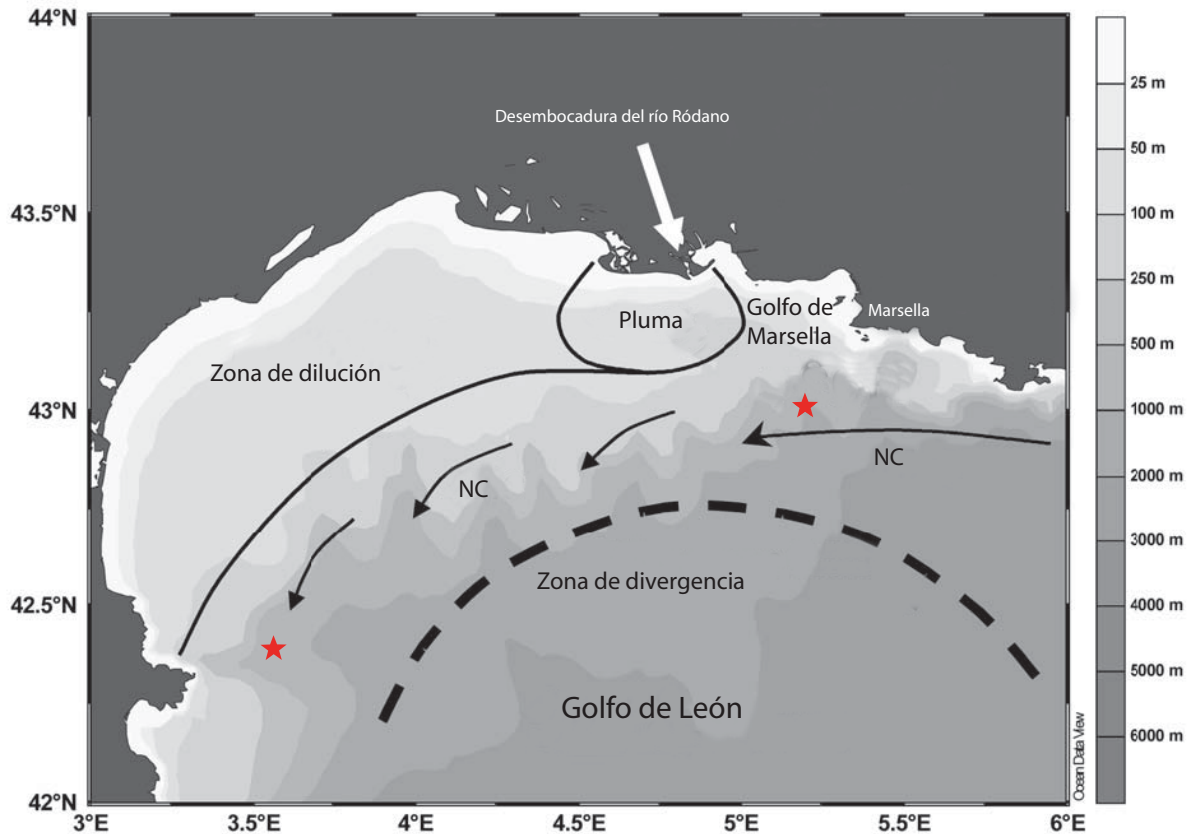 44°N
25 m
Desembocadura del río Ródano
50 m
43.5°N
100 m
250 m
Golfo de
Marsella
Marsella
Pluma
500 m
Zona de dilución
43°N
1000 m
NC
2000 m
NC
3000 m
Zona de divergencia
42.5°N
4000 m
5000 m
Golfo de León
6000 m
Ocean Data View
42°N
3°E
3.5°E
4°E
4.5°E
5°E
5.5°E
6°E